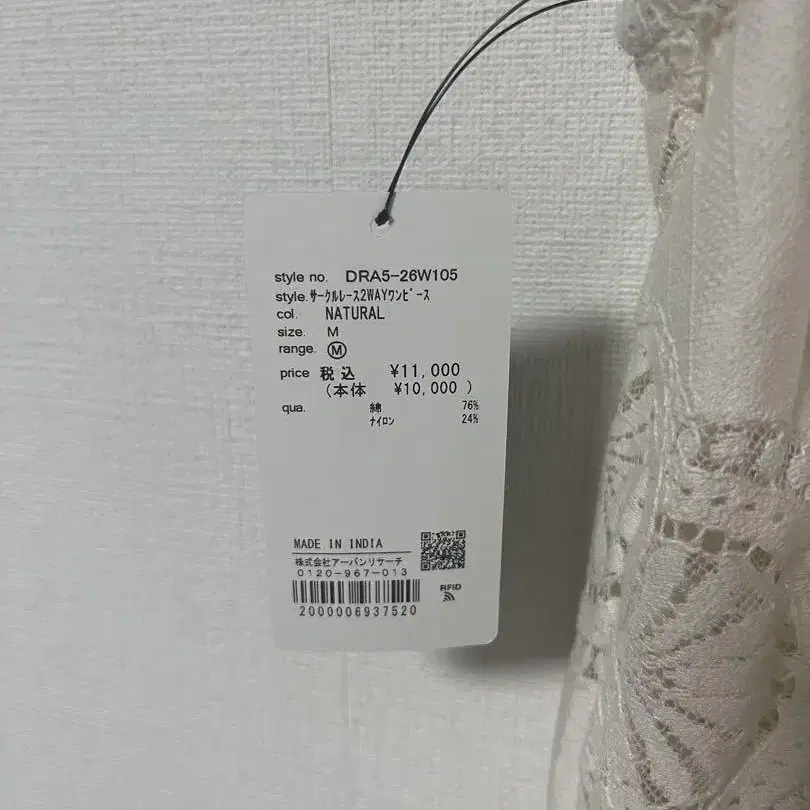 style no. DRA5-26W105
style.ｻｰｸﾙﾚｰｽ2WAYﾜﾝﾋﾟｰｽ
col. NATURAL
size. M
range. Ⓜ
price 税込 ¥11,000
(本体 ¥10,000 )
qua. 綿 76%
ﾅｲﾛﾝ 24%
MADE IN INDIA
株式会社アーバンリサーチ
0120-967-013
RFID
2000006937520